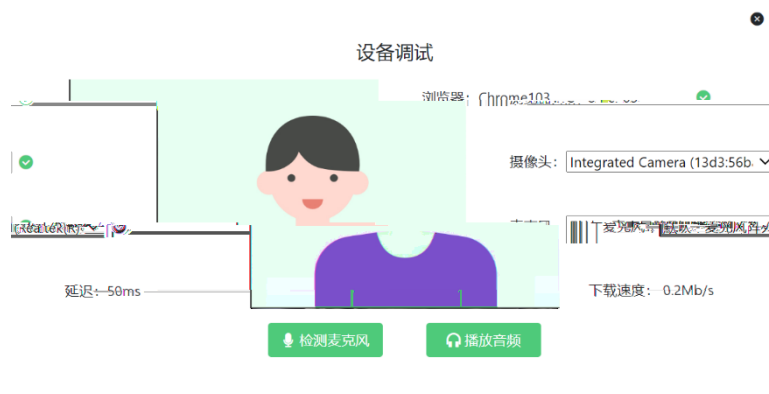 设备调试
浏览器：Chrome103
摄像头： Integrated Camera (13d3:56ba
延迟：50ms
下载速度： 0.2Mb/s
检测麦克风
播放音频